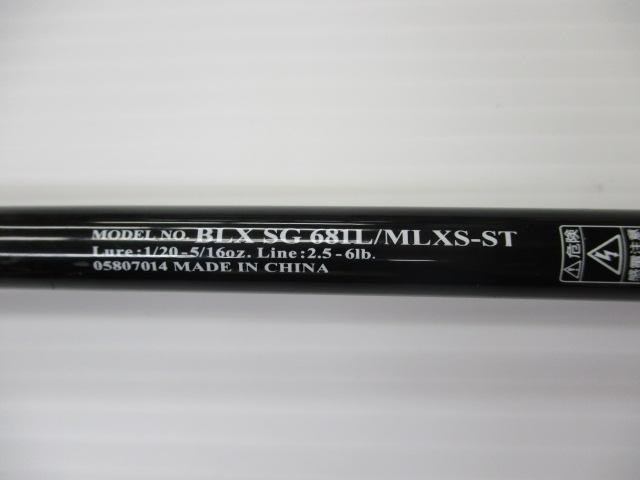 MODEL NO. BLX SG 681L/MLXS-ST
Lure:1/20-5/16oz. Line:2.5-6lb.
05807014 MADE IN CHINA
危険
感電注意